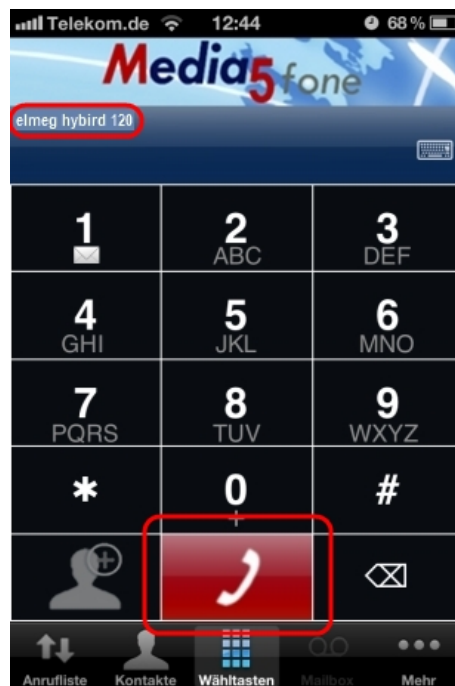 Telekom.de 12:44 68 %
Media5fone
elmeg hybird 120
1 2 3
ABC DEF
4 5 6
GHI JKL MNO
7 8 9
PQRS TUV WXYZ
* 0 #
+
Anrufliste Kontakte Wähltasten Mailbox Mehr